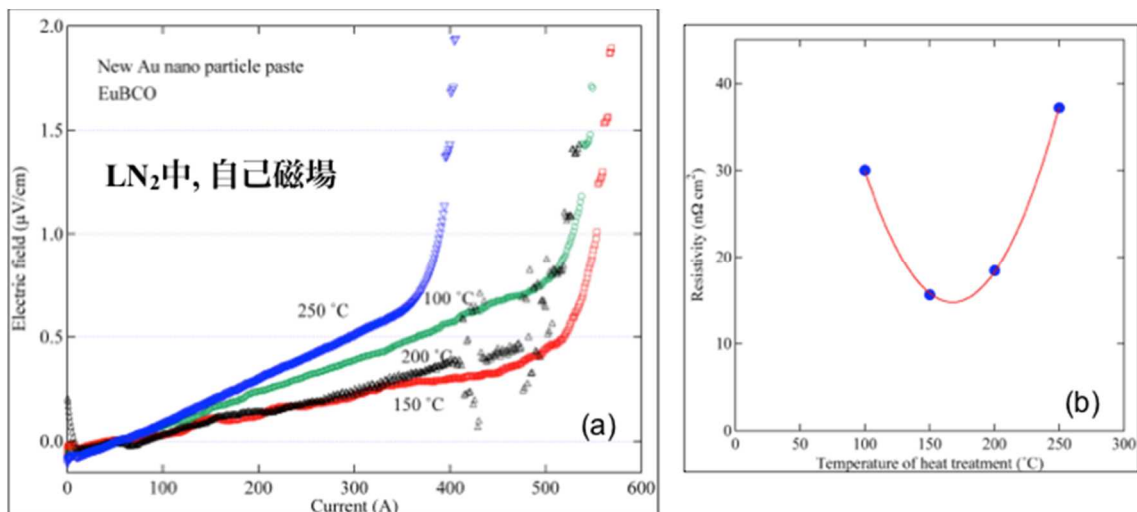 2.0
New Au nano particle paste
EuBCO
1.5
LN₂中, 自己磁場
1.0
250 ˚C
100 ˚C
0.5
200 ˚C
150 ˚C
0.0
(a)
0
100
200
300
400
500
600
Current (A)
Electric field (µV/cm)
40
30
20
10
0
(b)
0
50
100
150
200
250
300
Temperature of heat treatment (˚C)
Resistivity (nΩ cm²)